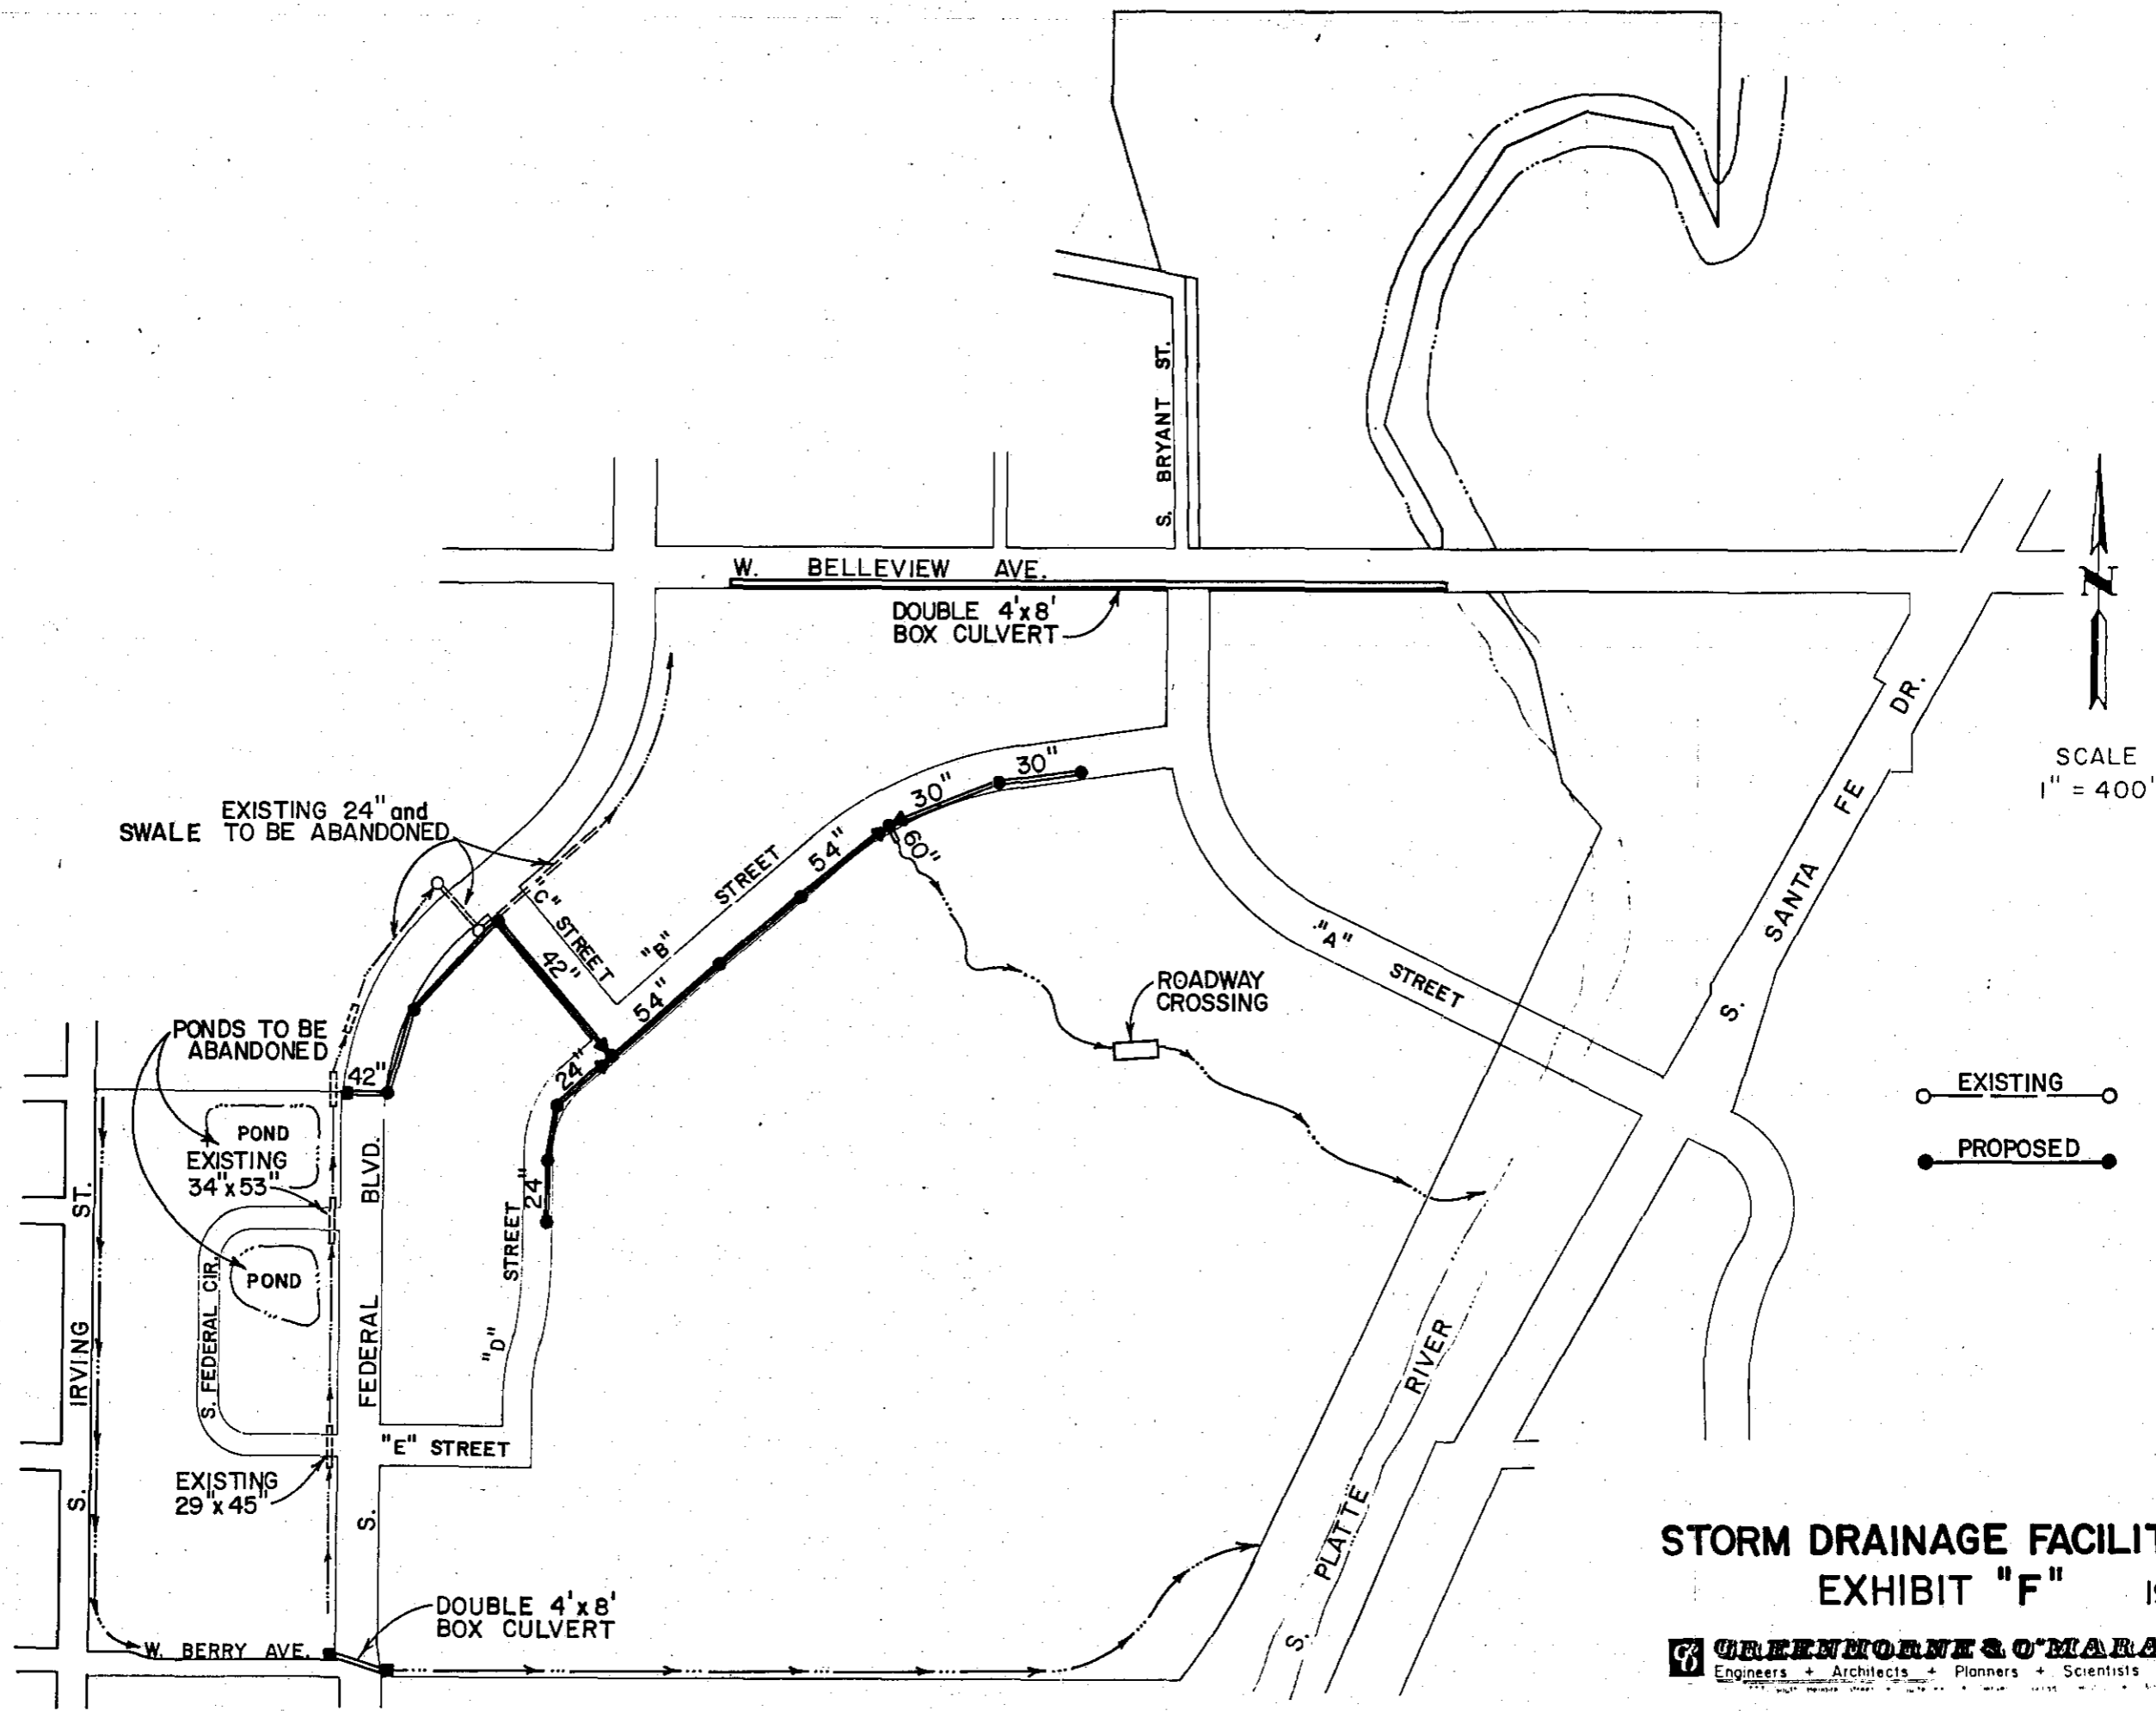 S. BRYANT ST.
W. BELLEVIEW AVE.
DOUBLE 4'x8'
BOX CULVERT
N
SCALE
1" = 400'
S. SANTA FE DR.
EXISTING 24" and
SWALE TO BE ABANDONED
30"
30"
54"
60"
"C" STREET
"B" STREET
42"
54"
"A" STREET
ROADWAY
CROSSING
PONDS TO BE
ABANDONED
42"
24"
24"
POND
EXISTING
34"x53"
POND
S. FEDERAL CIR.
S. FEDERAL BLVD.
S. IRVING ST.
"D" STREET
"E" STREET
EXISTING
29"x45"
EXISTING
PROPOSED
S. PLATTE RIVER
DOUBLE 4'x8'
BOX CULVERT
W. BERRY AVE.
STORM DRAINAGE FACILIT
EXHIBIT "F"
GREENHORNE & O'MARA
Engineers + Architects + Planners + Scientists